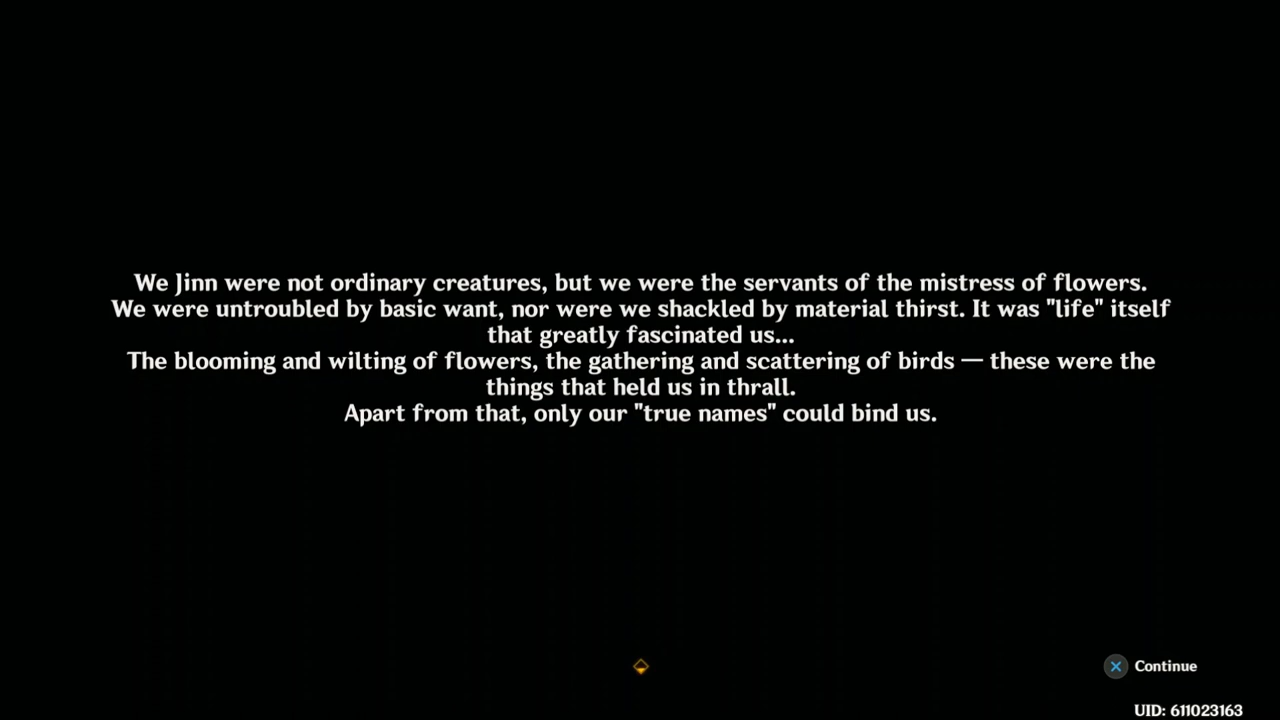 We Jinn were not ordinary creatures, but we were the servants of the mistress of flowers.
We were untroubled by basic want, nor were we shackled by material thirst. It was "life" itself
that greatly fascinated us...
The blooming and wilting of flowers, the gathering and scattering of birds — these were the
things that held us in thrall.
Apart from that, only our "true names" could bind us.
Continue
UID: 611023163